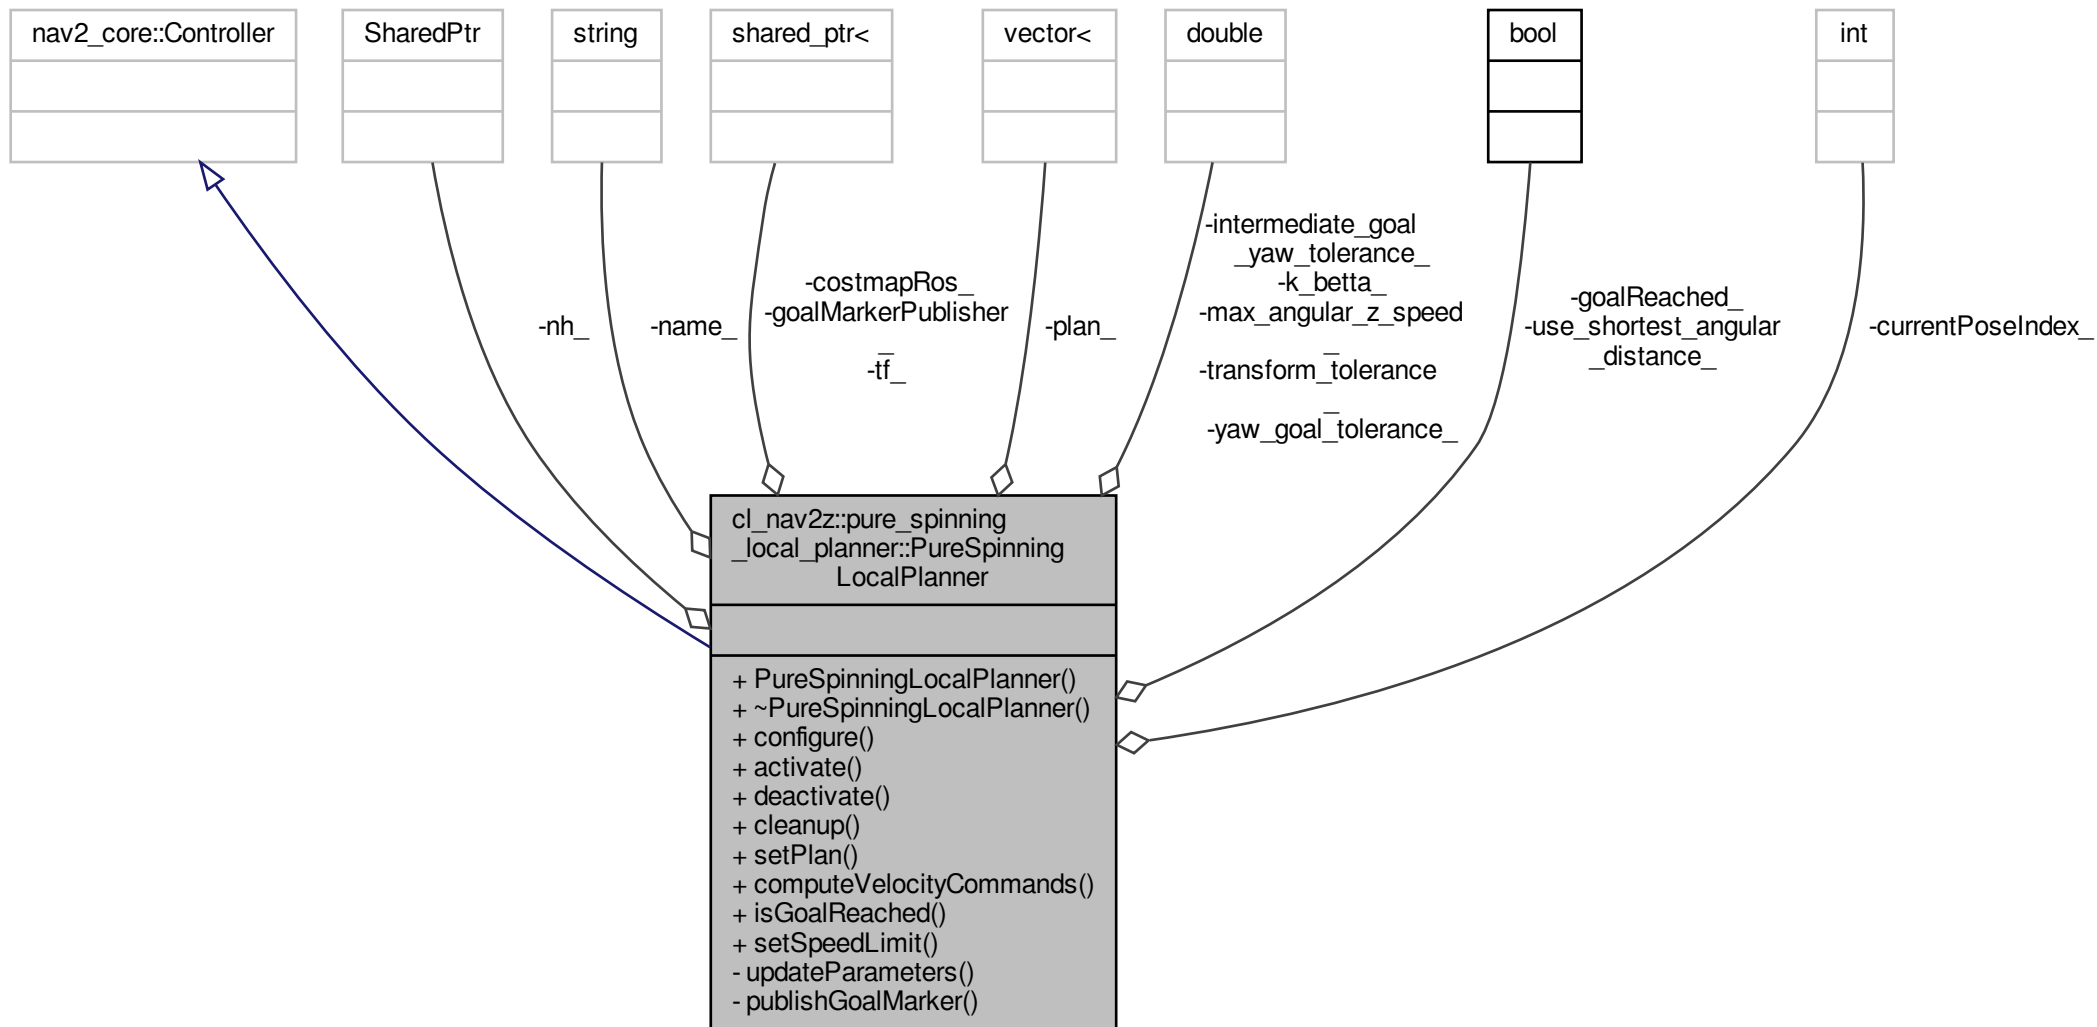 nav2_core::Controller
SharedPtr
string
shared_ptr<
vector<
double
bool
int
-nh_
-name_
-costmapRos_
-goalMarkerPublisher
_
-tf_
-plan_
-intermediate_goal
_yaw_tolerance_
-k_betta_
-max_angular_z_speed
_
-transform_tolerance
_
-yaw_goal_tolerance_
-goalReached_
-use_shortest_angular
_distance_
-currentPoseIndex_
cl_nav2z::pure_spinning
_local_planner::PureSpinning
LocalPlanner
+ PureSpinningLocalPlanner()
+ ~PureSpinningLocalPlanner()
+ configure()
+ activate()
+ deactivate()
+ cleanup()
+ setPlan()
+ computeVelocityCommands()
+ isGoalReached()
+ setSpeedLimit()
- updateParameters()
- publishGoalMarker()